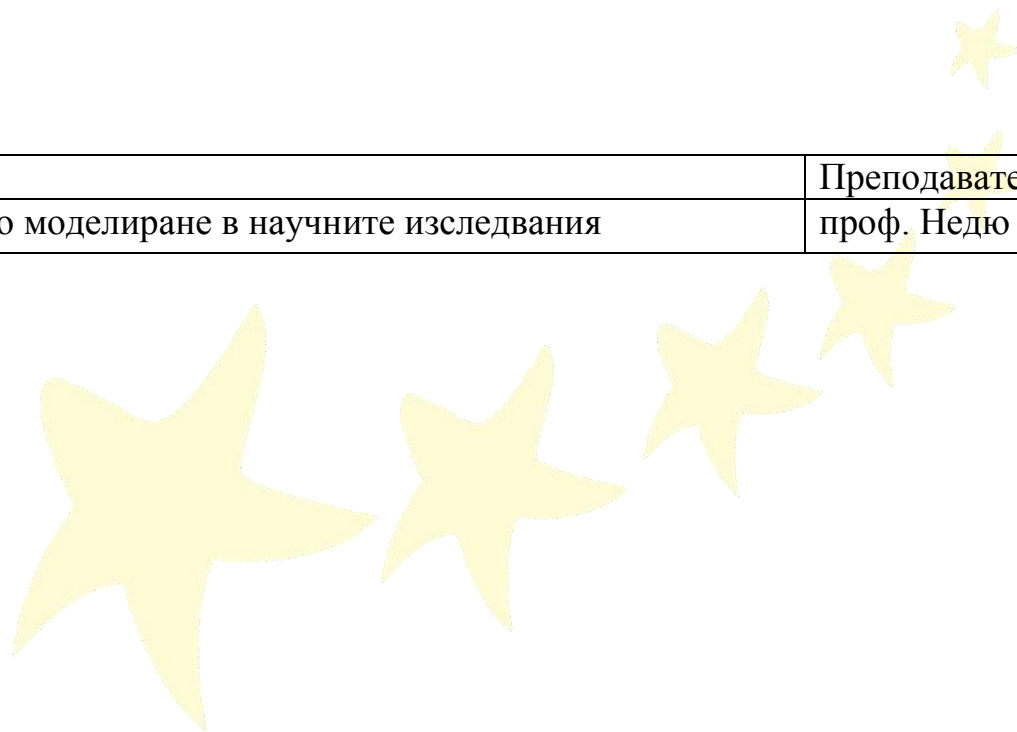 Преподавате
о моделиране в научните изследвания проф. Недю